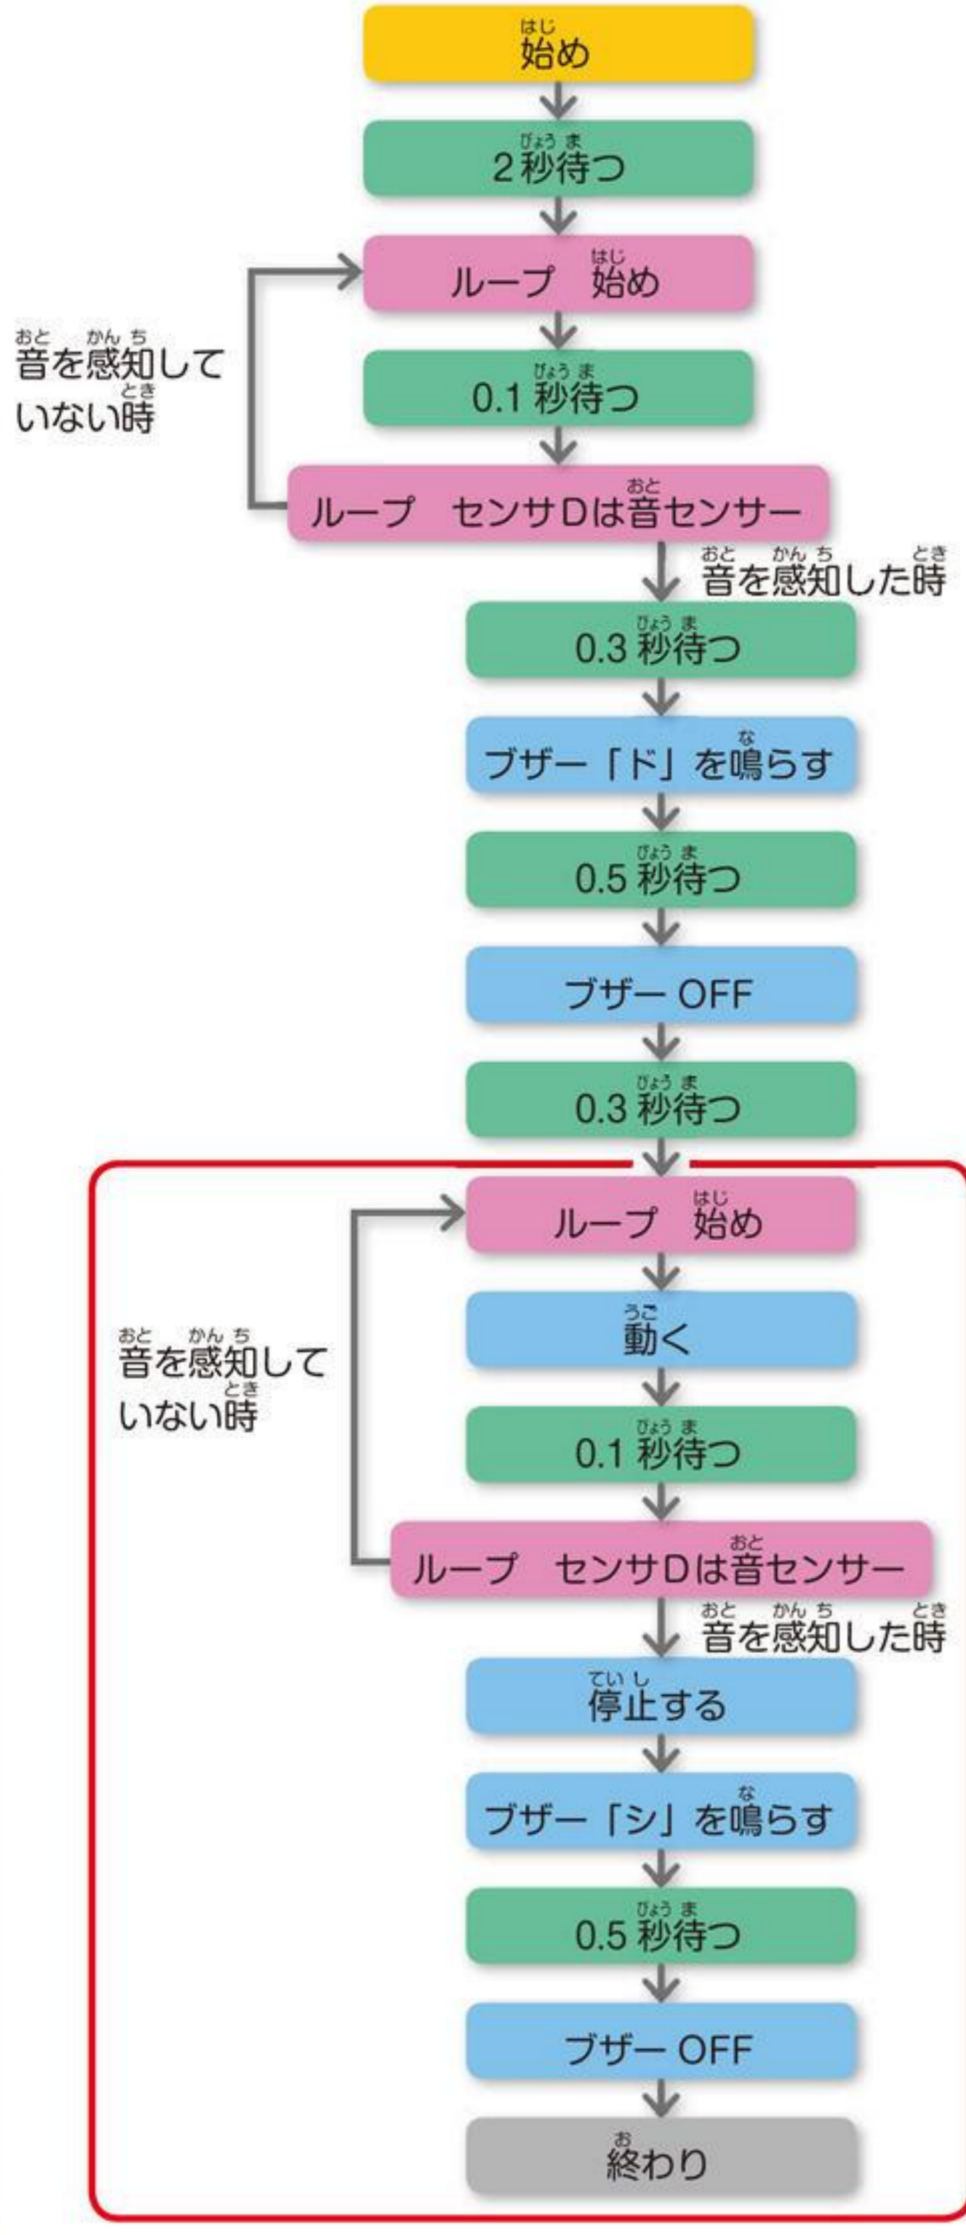 始め
2秒待つ
ループ　始め
音を感知して
いない時
0.1 秒待つ
ループ　センサDは音センサー
音を感知した時
0.3 秒待つ
ブザー「ド」を鳴らす
0.5 秒待つ
ブザー OFF
0.3 秒待つ
ループ　始め
動く
音を感知して
いない時
0.1 秒待つ
ループ　センサDは音センサー
音を感知した時
停止する
ブザー「シ」を鳴らす
0.5 秒待つ
ブザー OFF
終わり